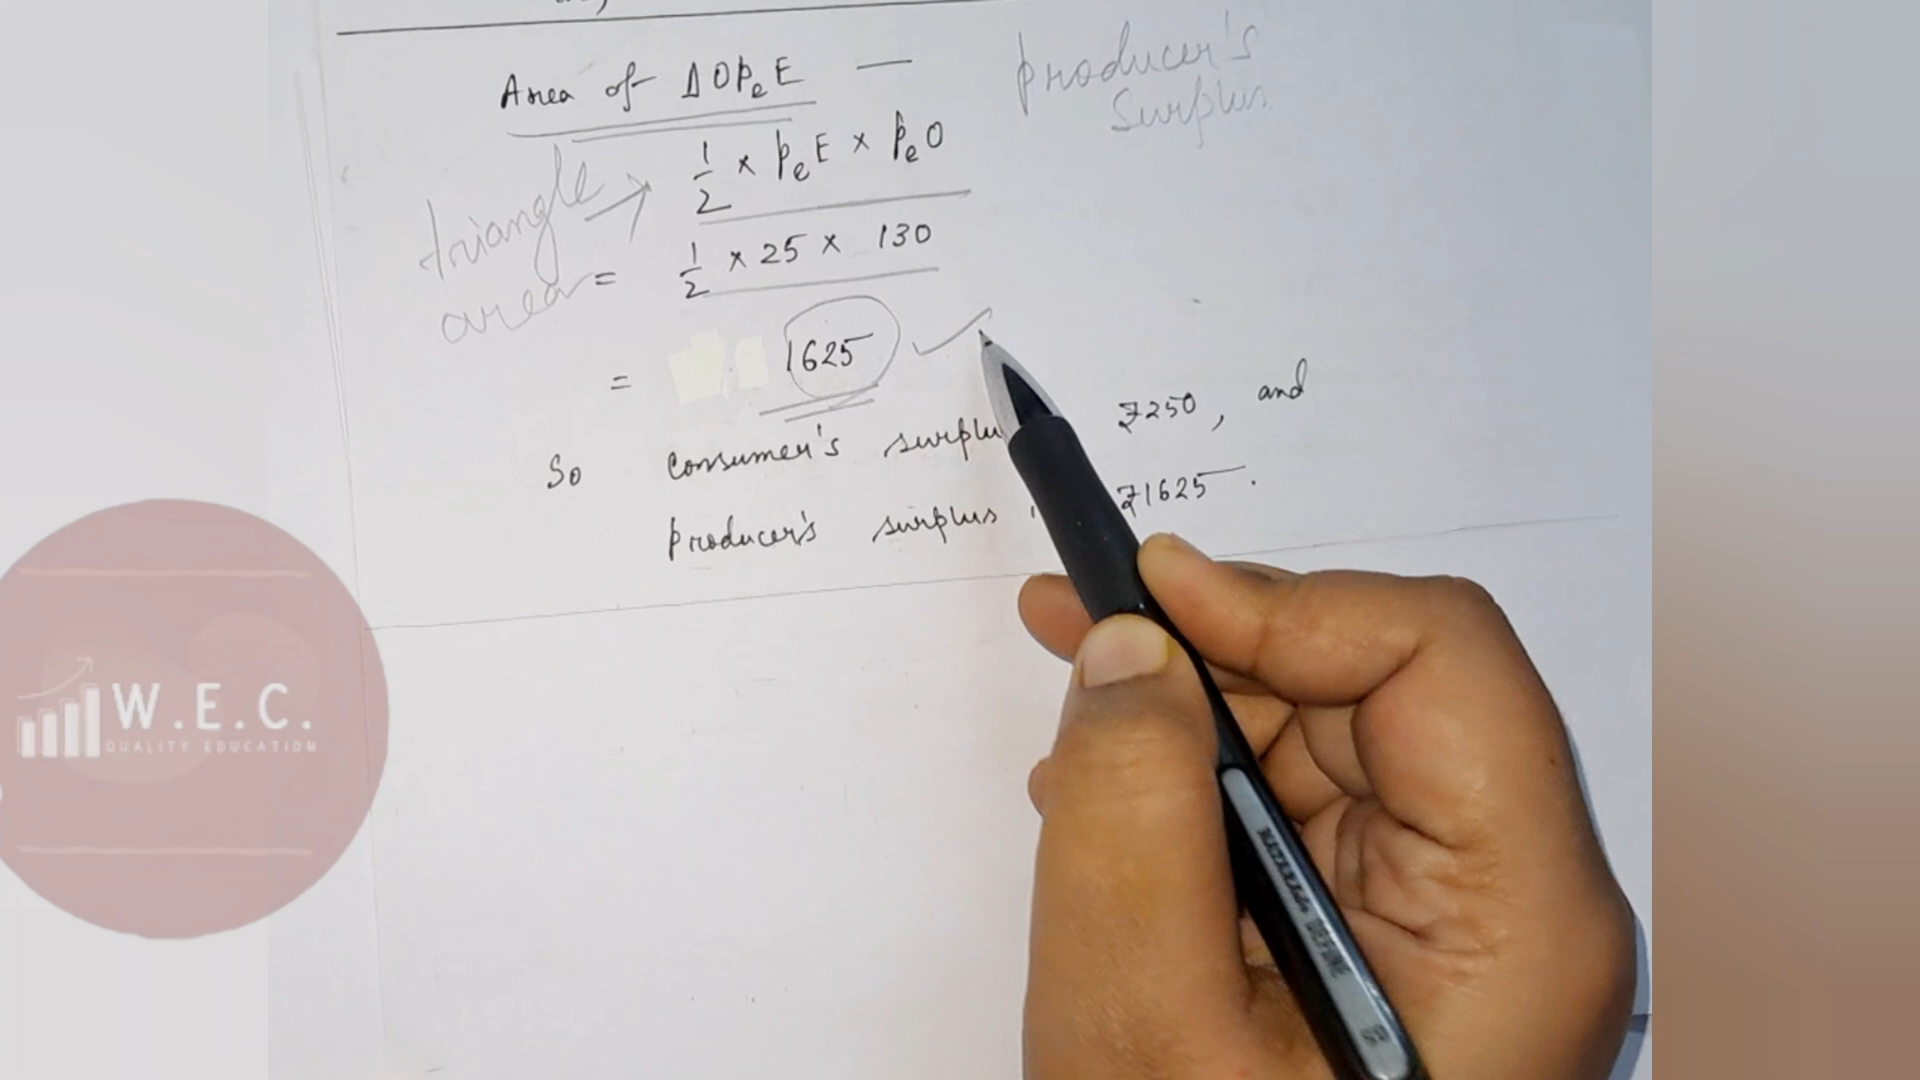 Area of ΔOPeE — Producer's
Surplus
triangle → 1/2 × PeE × PeO
area = 1/2 × 25 × 130
= 1625 ✓
So Consumer's surplu ₹250, and
Producer's surplus ₹1625.
W.E.C.
QUALITY EDUCATION